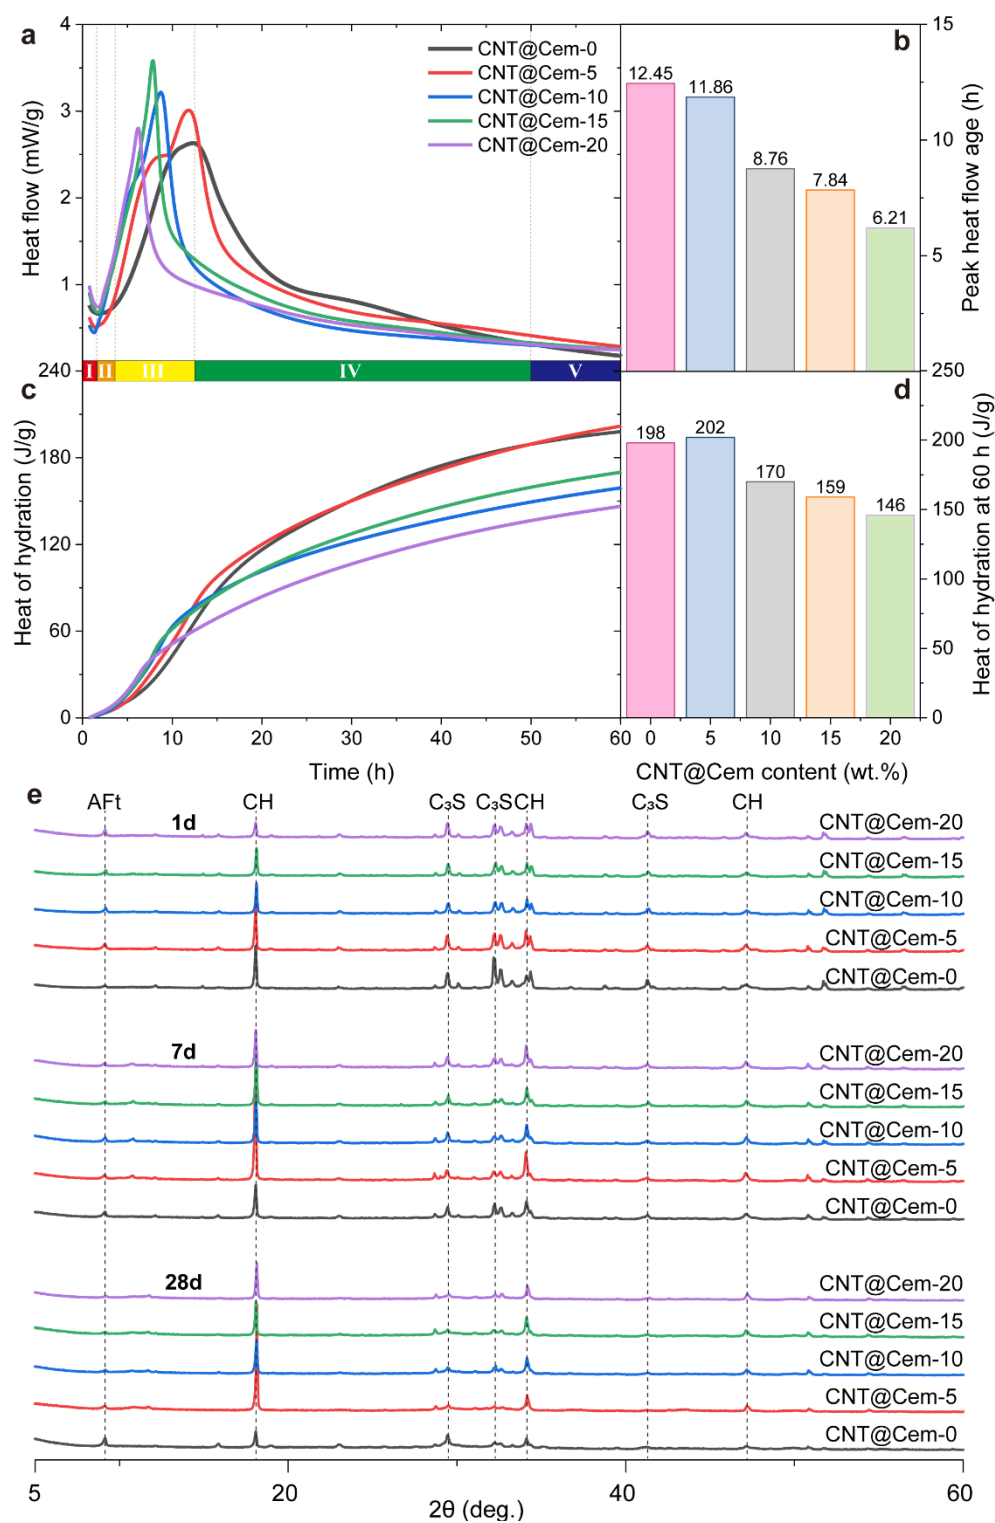 a
Heat flow (mW/g)
4
3
2
1
CNT@Cem-0
CNT@Cem-5
CNT@Cem-10
CNT@Cem-15
CNT@Cem-20
I II III IV V
b
12.45
11.86
8.76
7.84
6.21
15
10
5
Peak heat flow age (h)
c
Heat of hydration (J/g)
240
180
120
60
0
0 10 20 30 40 50 60
Time (h)
d
198
202
170
159
146
250
200
150
100
50
0
Heat of hydration at 60 h (J/g)
0 5 10 15 20
CNT@Cem content (wt.%)
e
AFt CH C₃S C₃S CH C₃S CH
1d
CNT@Cem-20
CNT@Cem-15
CNT@Cem-10
CNT@Cem-5
CNT@Cem-0
7d
CNT@Cem-20
CNT@Cem-15
CNT@Cem-10
CNT@Cem-5
CNT@Cem-0
28d
CNT@Cem-20
CNT@Cem-15
CNT@Cem-10
CNT@Cem-5
CNT@Cem-0
5 20 40 60
2θ (deg.)